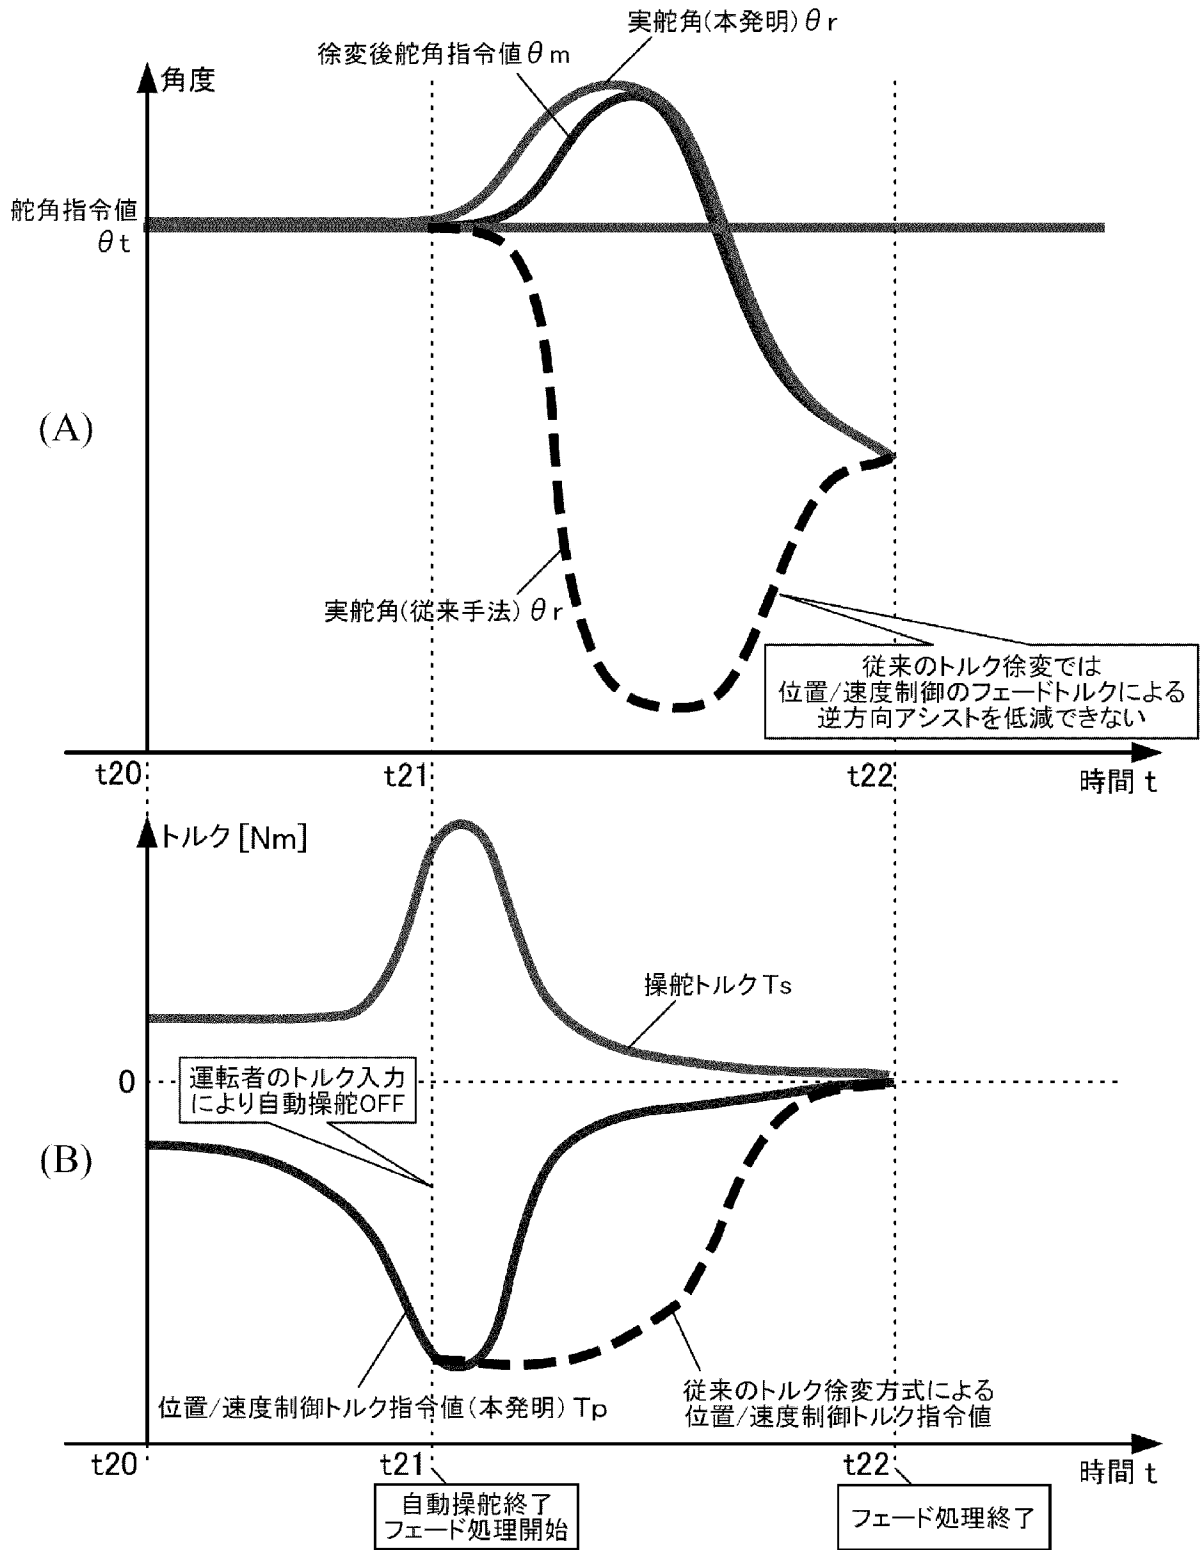 実舵角(本発明)θr
徐変後舵角指令値θm
角度
舵角指令値
θt
(A)
実舵角(従来手法)θr
従来のトルク徐変では
位置/速度制御のフェードトルクによる
逆方向アシストを低減できない
t20
t21
t22
時間 t
トルク[Nm]
操舵トルクTs
0
運転者のトルク入力
により自動操舵OFF
(B)
位置/速度制御トルク指令値(本発明)Tp
従来のトルク徐変方式による
位置/速度制御トルク指令値
t20
t21
t22
時間 t
自動操舵終了
フェード処理開始
フェード処理終了